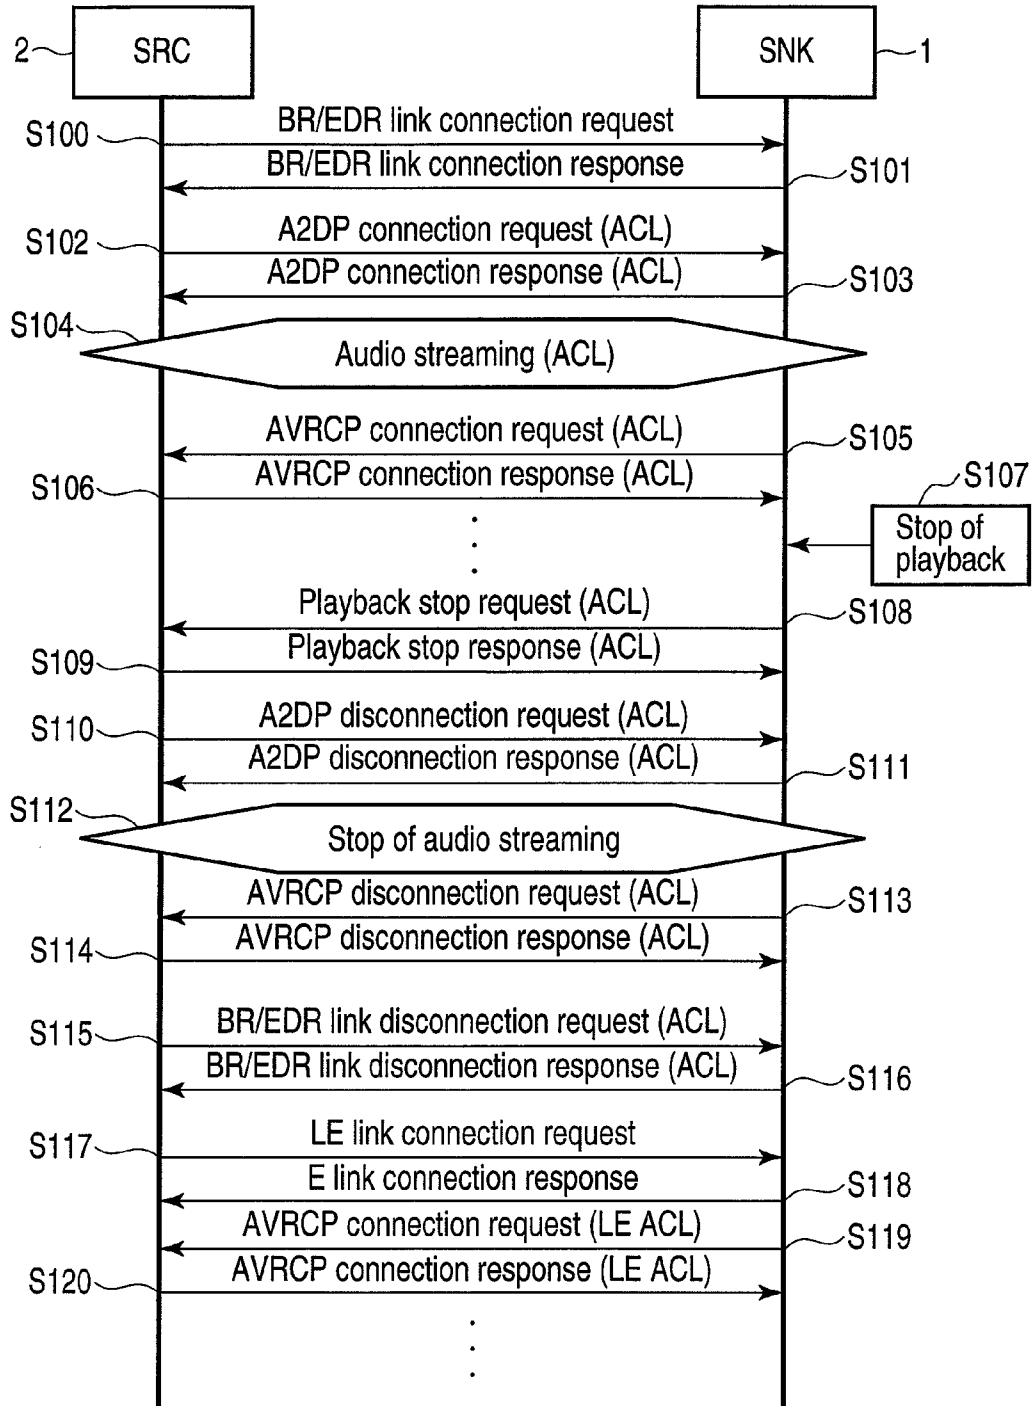 2
SRC
SNK
1
S100
BR/EDR link connection request
BR/EDR link connection response
S101
S102
A2DP connection request (ACL)
A2DP connection response (ACL)
S103
S104
Audio streaming (ACL)
AVRCP connection request (ACL)
S105
S106
AVRCP connection response (ACL)
S107
Stop of
playback
Playback stop request (ACL)
S108
S109
Playback stop response (ACL)
S110
A2DP disconnection request (ACL)
A2DP disconnection response (ACL)
S111
S112
Stop of audio streaming
AVRCP disconnection request (ACL)
S113
S114
AVRCP disconnection response (ACL)
S115
BR/EDR link disconnection request (ACL)
BR/EDR link disconnection response (ACL)
S116
S117
LE link connection request
E link connection response
S118
AVRCP connection request (LE ACL)
S119
S120
AVRCP connection response (LE ACL)